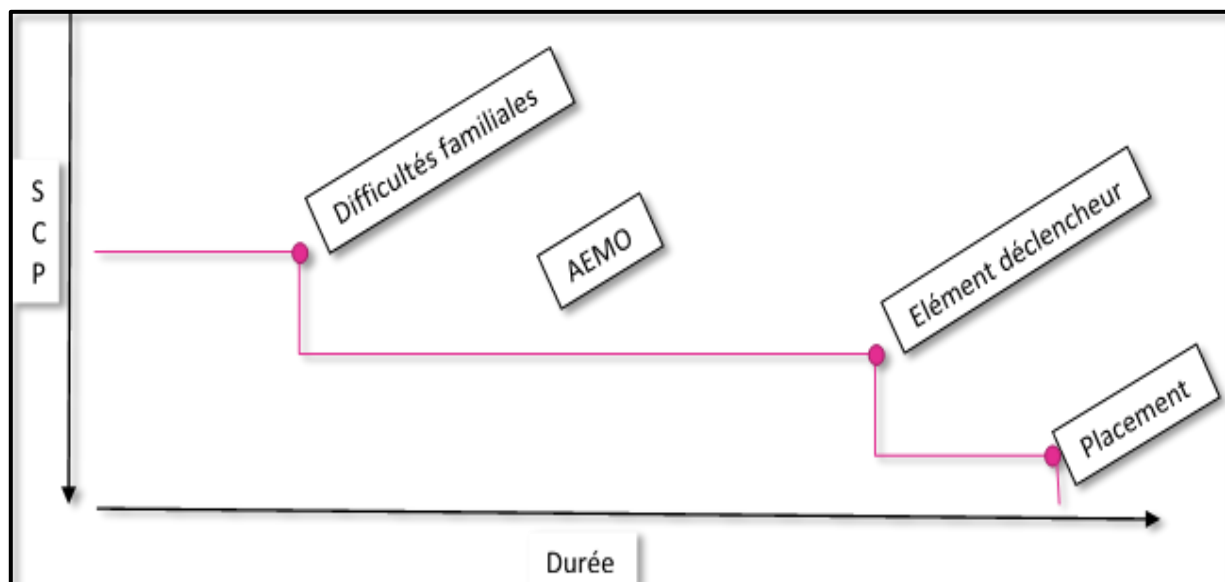 Difficultés familiales
S
C
P
AEMO
Elément déclencheur
Placement
Durée